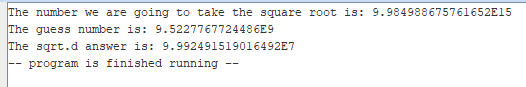 The number we are going to take the square root is: 9.984988675761652E15
The guess number is: 9.5227767724486E9
The sqrt.d answer is: 9.992491519016492E7
-- program is finished running --